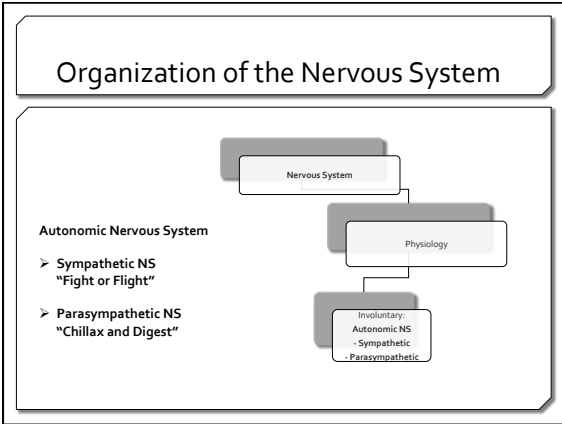 Organization of the Nervous System
Autonomic Nervous System
➢ Sympathetic NS
“Fight or Flight”
➢ Parasympathetic NS
“Chillax and Digest”
Nervous System
Physiology
Involuntary:
Autonomic NS
- Sympathetic
- Parasympathetic